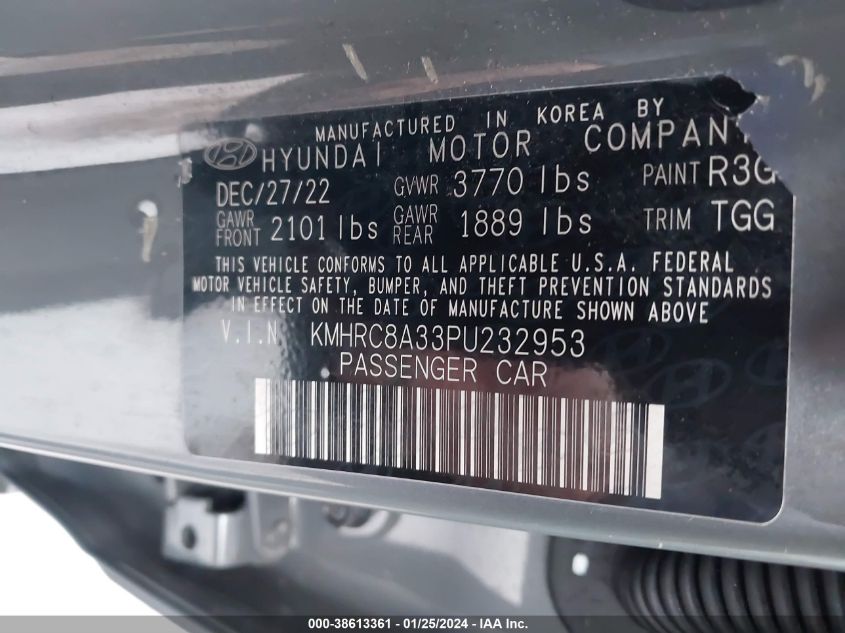 MANUFACTURED IN KOREA BY
HYUNDAI MOTOR COMPANY
DEC/27/22 GVWR 3770 lbs PAINT R3G
GAWR FRONT 2101 lbs GAWR REAR 1889 lbs TRIM TGG
THIS VEHICLE CONFORMS TO ALL APPLICABLE U.S.A. FEDERAL
MOTOR VEHICLE SAFETY, BUMPER, AND THEFT PREVENTION STANDARDS
IN EFFECT ON THE DATE OF MANUFACTURE SHOWN ABOVE
V.I.N KMHRC8A33PU232953
PASSENGER CAR
000-38613361 - 01/25/2024 - IAA Inc.